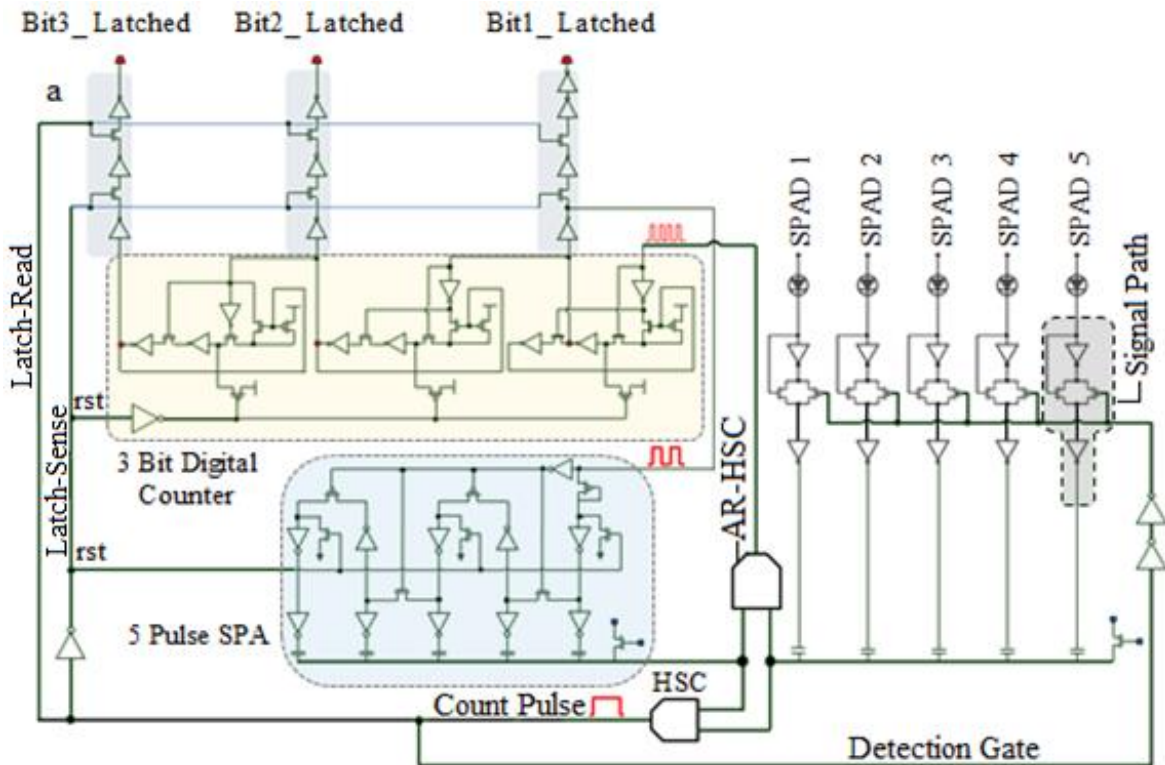 Bit3_Latched
Bit2_Latched
Bit1_Latched
a
SPAD 1
SPAD 2
SPAD 3
SPAD 4
SPAD 5
Signal Path
Latch-Read
Latch-Sense
rst
3 Bit Digital
Counter
rst
5 Pulse SPA
AR-HSC
HSC
Count Pulse
Detection Gate